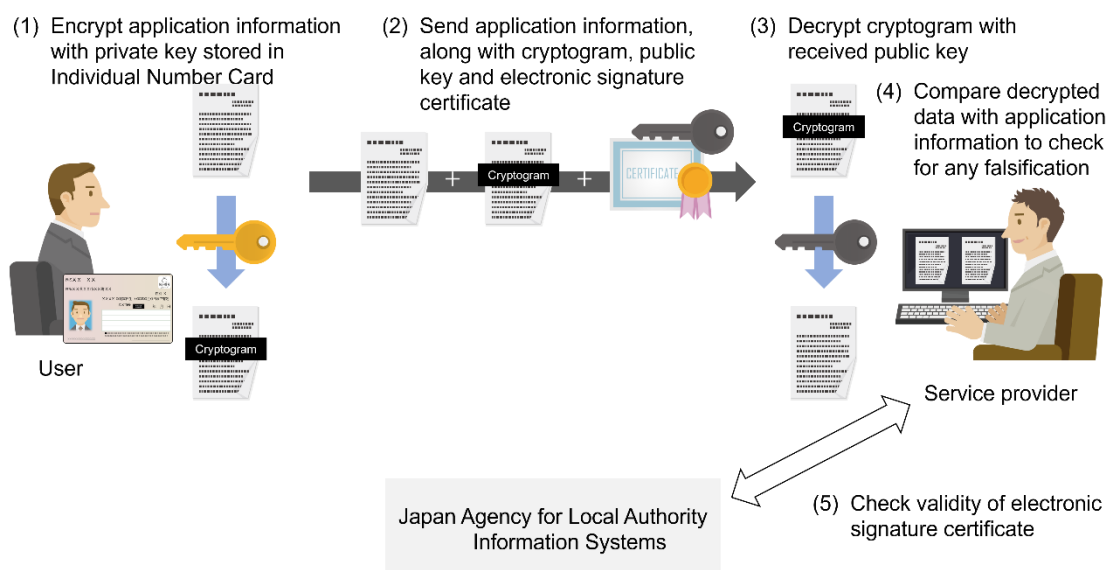 (1) Encrypt application information
with private key stored in
Individual Number Card
(2) Send application information,
along with cryptogram, public
key and electronic signature
certificate
(3) Decrypt cryptogram with
received public key
(4) Compare decrypted
data with application
information to check
for any falsification
Cryptogram
CERTIFICATE
Cryptogram
Cryptogram
User
Service provider
(5) Check validity of electronic
signature certificate
Japan Agency for Local Authority
Information Systems